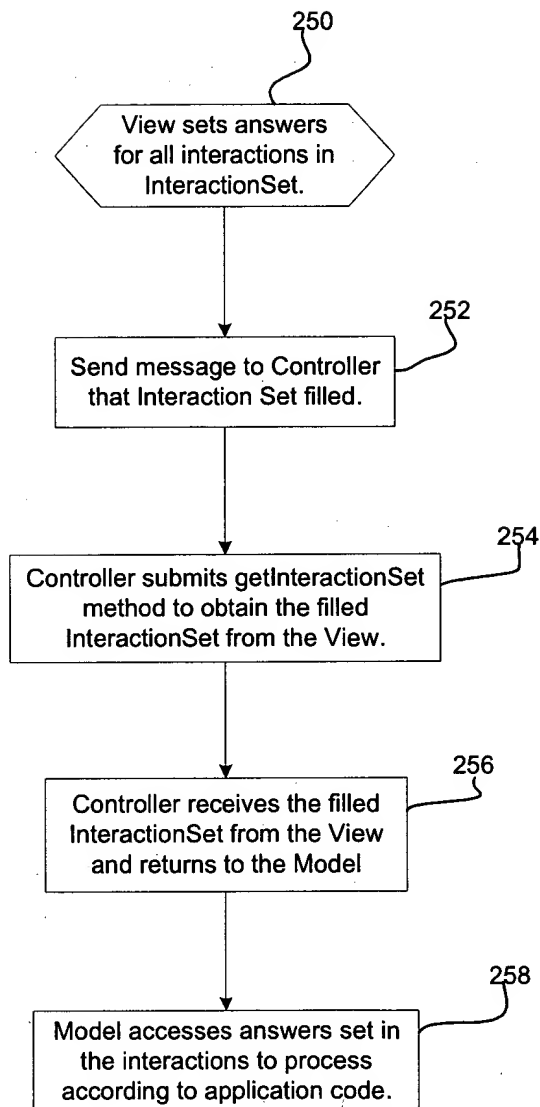 250
View sets answers
for all interactions in
InteractionSet.
252
Send message to Controller
that Interaction Set filled.
254
Controller submits getInteractionSet
method to obtain the filled
InteractionSet from the View.
256
Controller receives the filled
InteractionSet from the View
and returns to the Model
258
Model accesses answers set in
the interactions to process
according to application code.